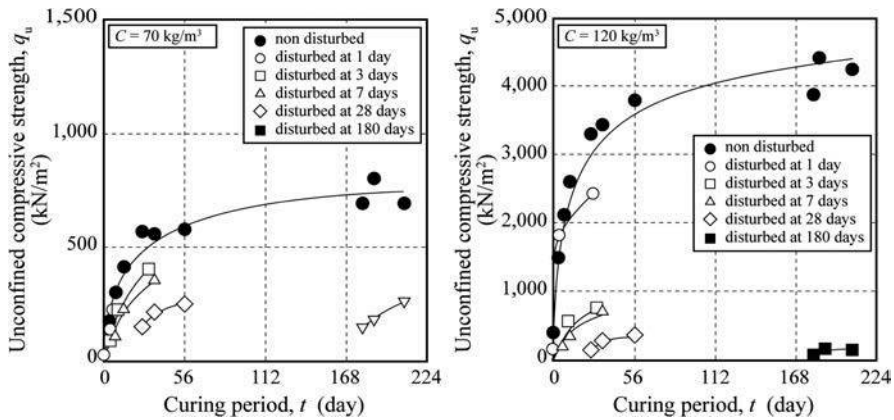 Unconfined compressive strength, qu
(kN/m²)
1,500
1,000
500
0
C = 70 kg/m³
non disturbed
disturbed at 1 day
disturbed at 3 days
disturbed at 7 days
disturbed at 28 days
disturbed at 180 days
0 56 112 168 224
Curing period, t (day)
Unconfined compressive strength, qu
(kN/m²)
5,000
4,000
3,000
2,000
1,000
0
C = 120 kg/m³
non disturbed
disturbed at 1 day
disturbed at 3 days
disturbed at 7 days
disturbed at 28 days
disturbed at 180 days
0 56 112 168 224
Curing period, t (day)